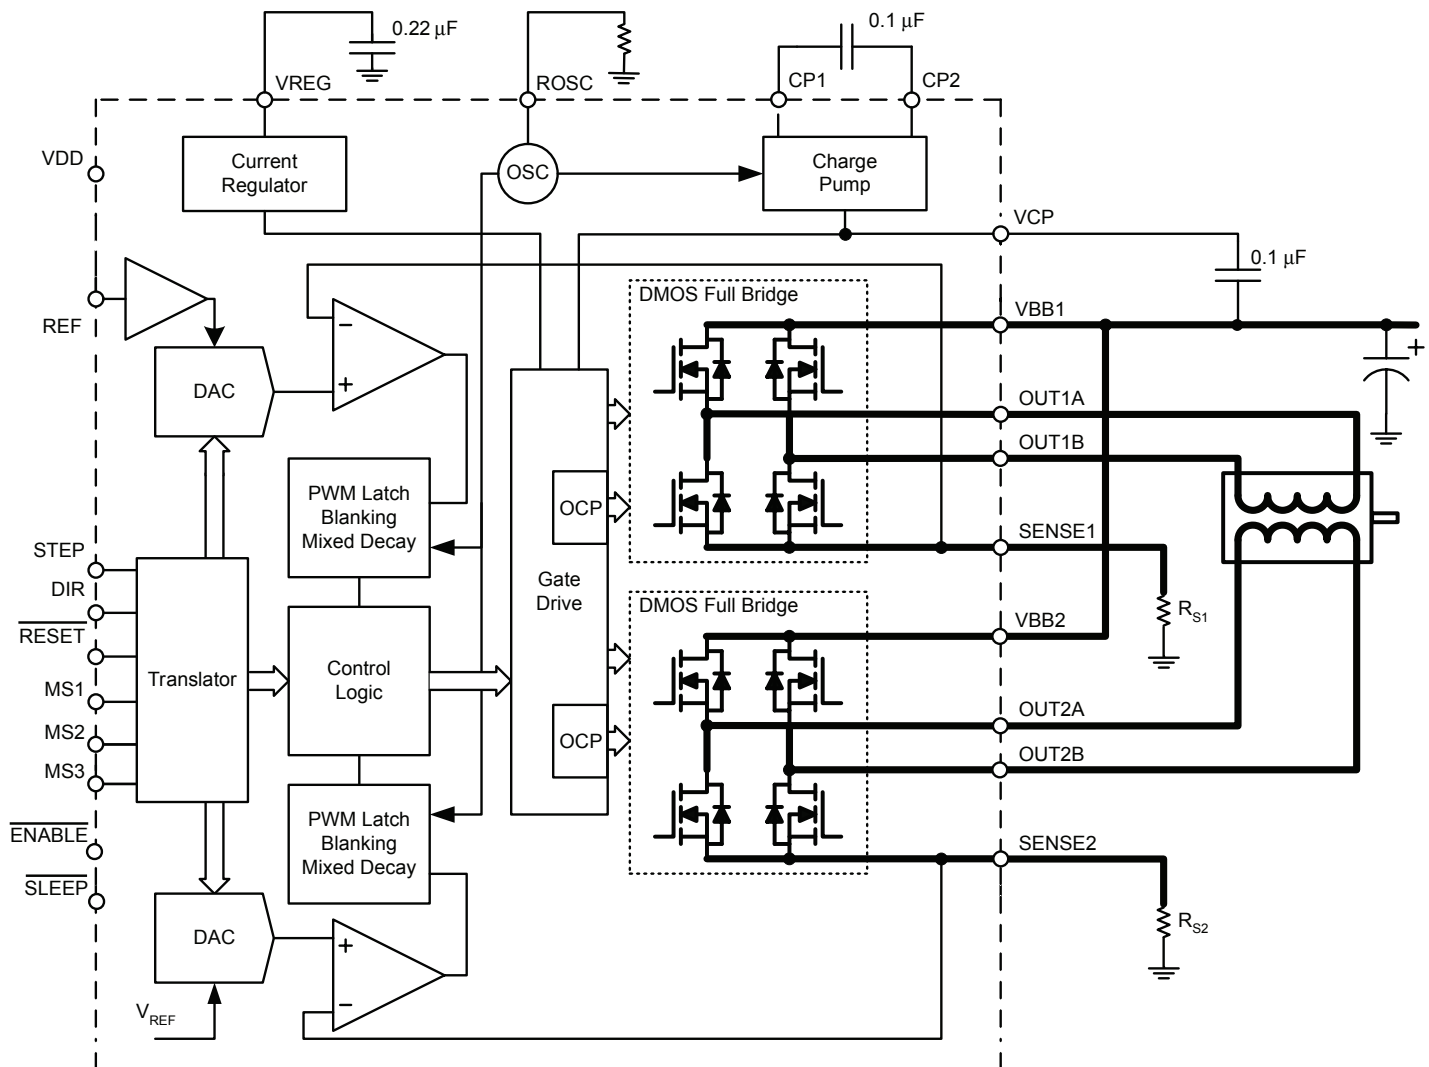 0.22 µF
0.1 µF
VREG
ROSC
CP1
CP2
VDD
Current
Regulator
OSC
Charge
Pump
VCP
0.1 µF
REF
DMOS Full Bridge
VBB1
+
−
+
DAC
OUT1A
OUT1B
PWM Latch
Blanking
Mixed Decay
OCP
SENSE1
STEP
DIR
RESET
MS1
MS2
MS3
Translator
Control
Logic
Gate
Drive
DMOS Full Bridge
RS1
VBB2
OUT2A
OCP
OUT2B
PWM Latch
Blanking
Mixed Decay
ENABLE
SLEEP
SENSE2
DAC
+
−
RS2
VREF